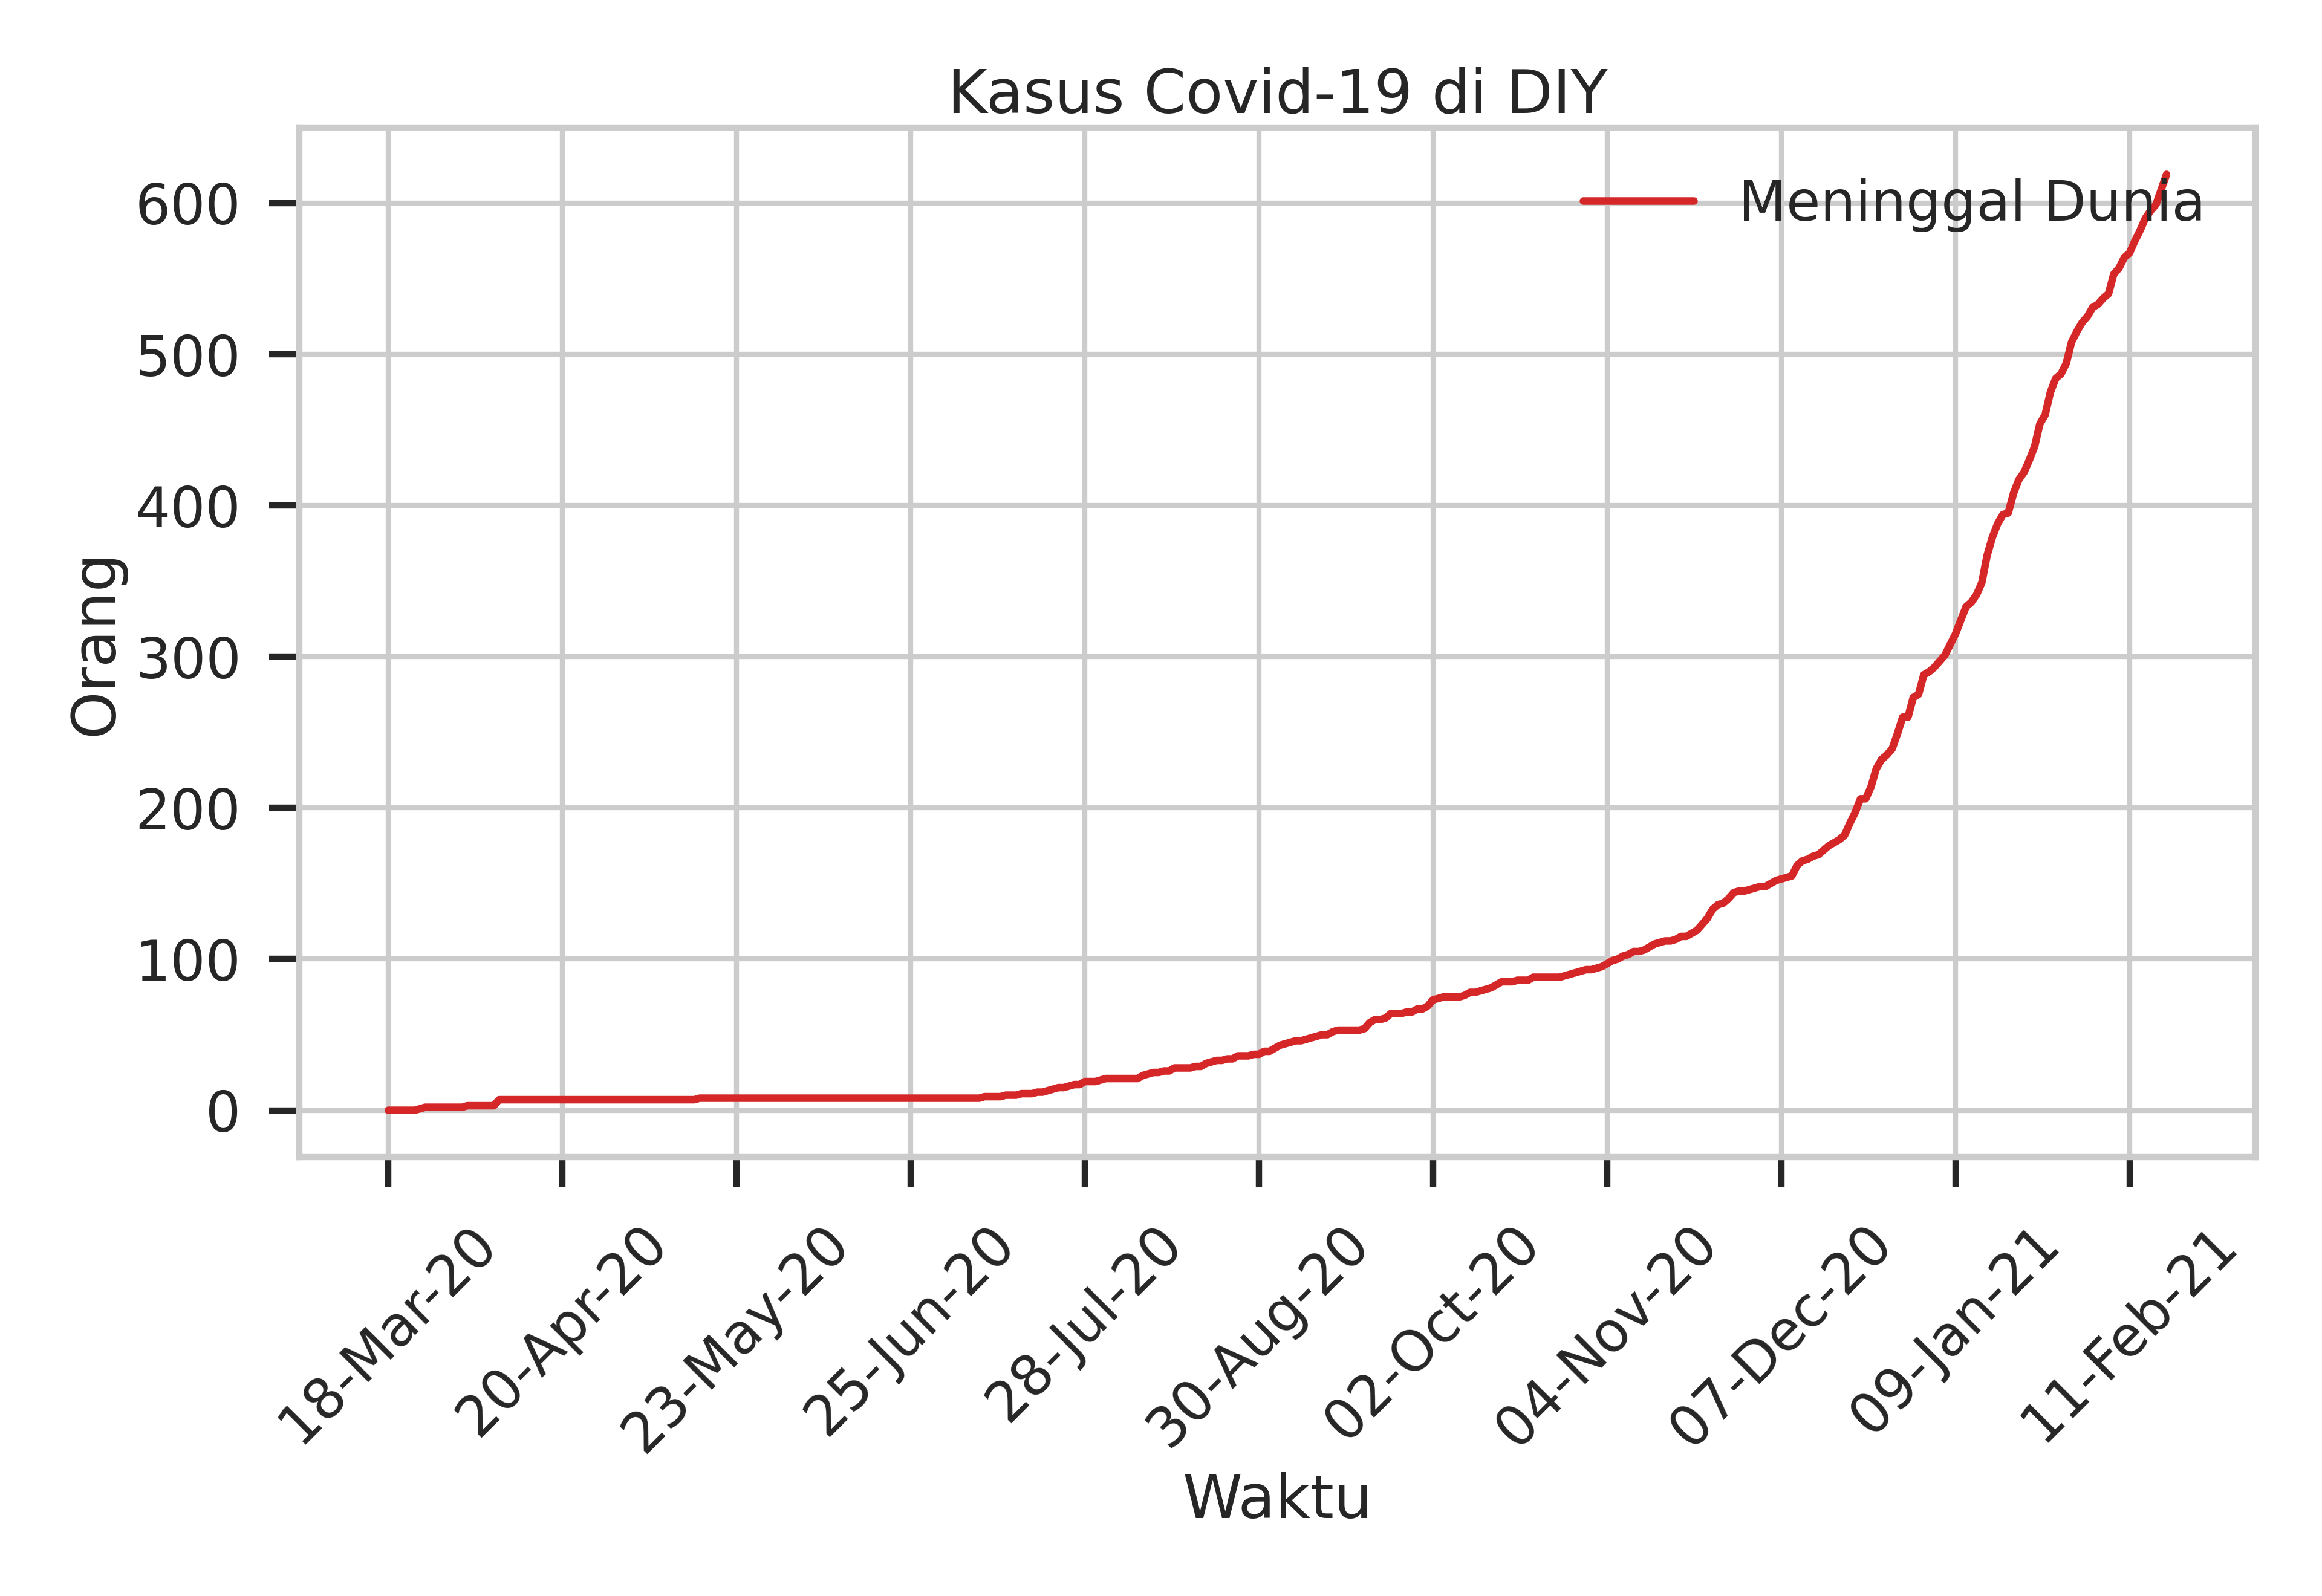 Kasus Covid-19 di DIY
Meninggal Dunia
Orang
600
500
400
300
200
100
0
18-Mar-20
20-Apr-20
23-May-20
25-Jun-20
28-Jul-20
30-Aug-20
02-Oct-20
04-Nov-20
07-Dec-20
09-Jan-21
11-Feb-21
Waktu